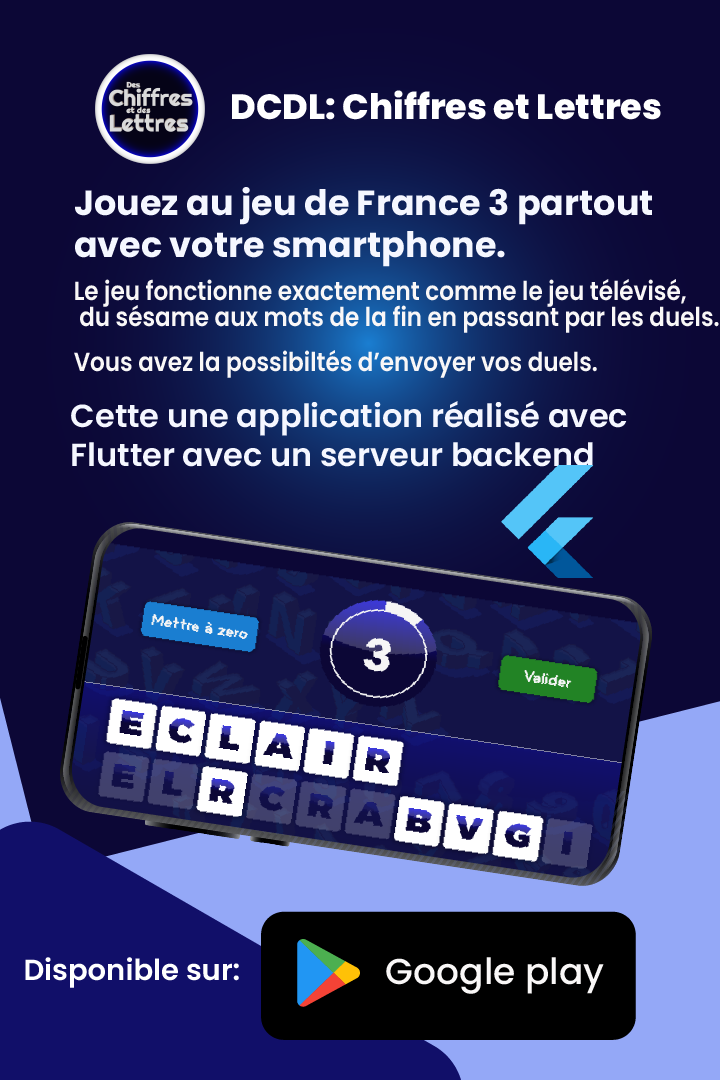 Des
Chiffres
et des
Lettres
DCDL: Chiffres et Lettres
Jouez au jeu de France 3 partout
avec votre smartphone.
Le jeu fonctionne exactement comme le jeu télévisé,
du sésame aux mots de la fin en passant par les duels.
Vous avez la possibiltés d’envoyer vos duels.
Cette une application réalisé avec
Flutter avec un serveur backend
Mettre à zero
3
Valider
E C L A I R
E L R C R A B V G I
Disponible sur:
Google play